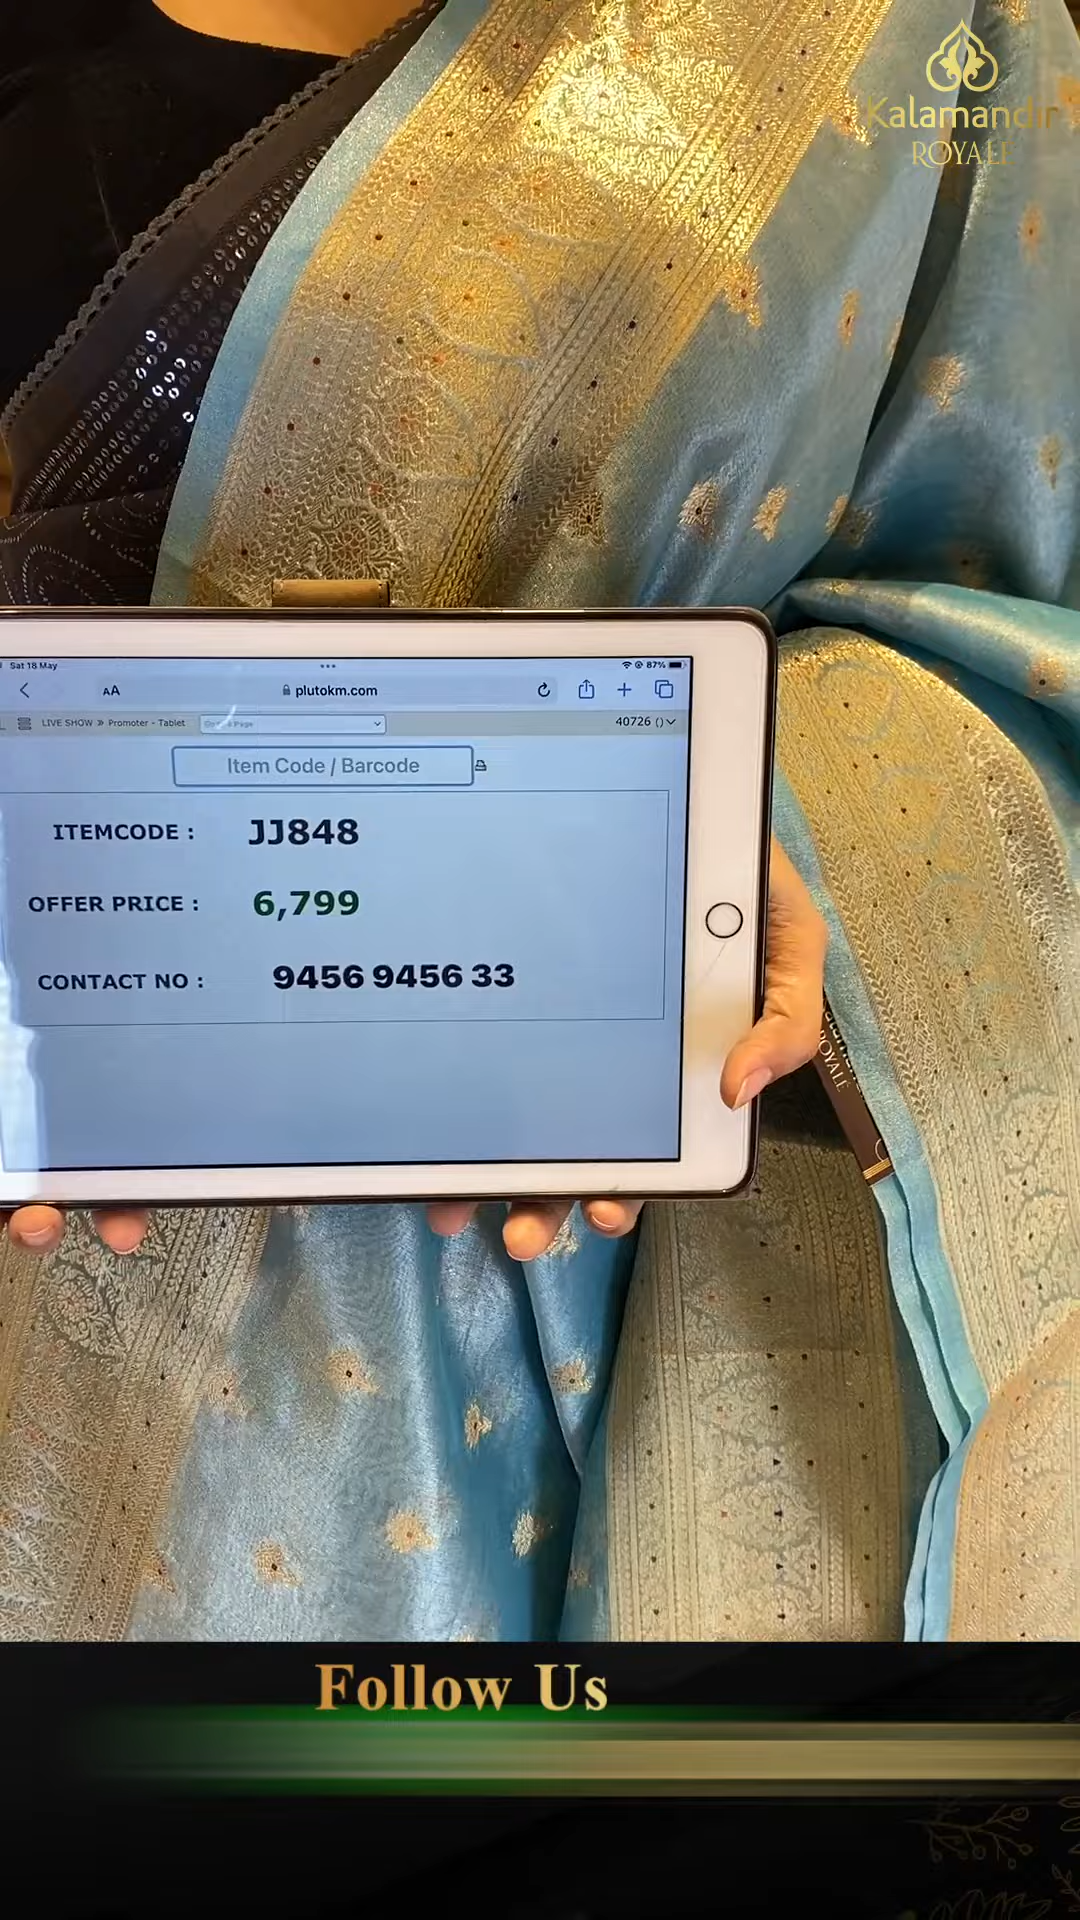 Kalamandir
ROYALE
Sat 18 May
87%
AA
plutokm.com
LIVE SHOW » Promoter - Tablet
40726 ()
Item Code / Barcode
ITEMCODE : JJ848
OFFER PRICE : 6,799
CONTACT NO : 9456 9456 33
ROYALE
Follow Us